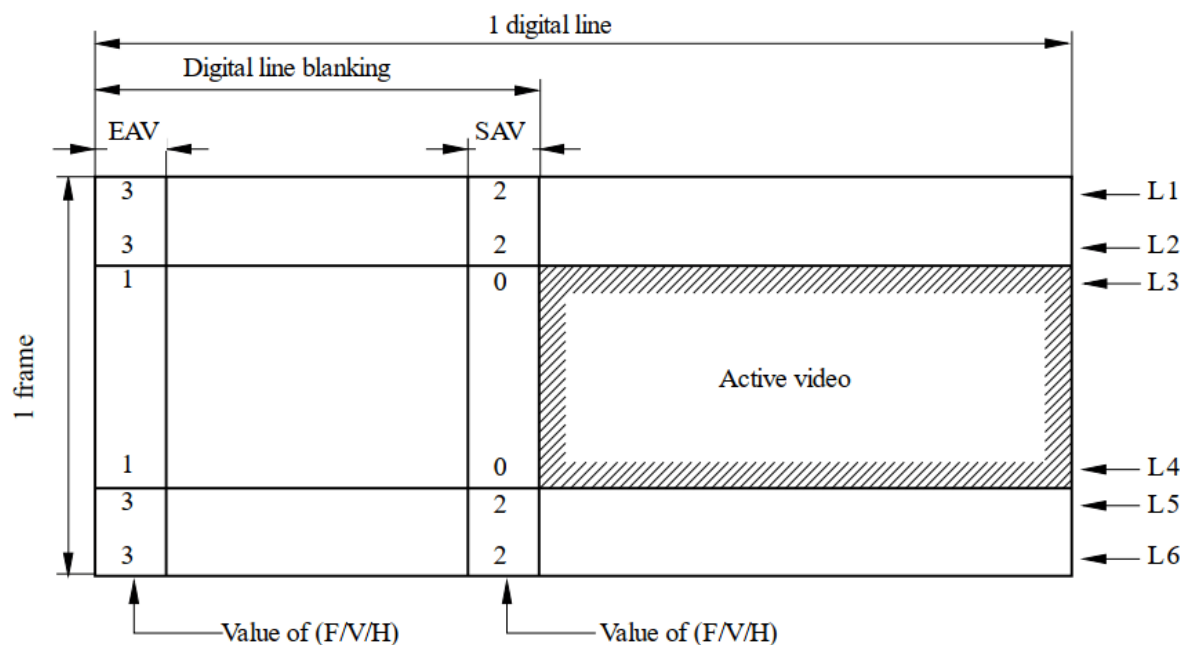 1 digital line
Digital line blanking
EAV
SAV
3 2 L1
3 2 L2
1 0 L3
1 frame
Active video
1 0 L4
3 2 L5
3 2 L6
Value of (F/V/H) Value of (F/V/H)